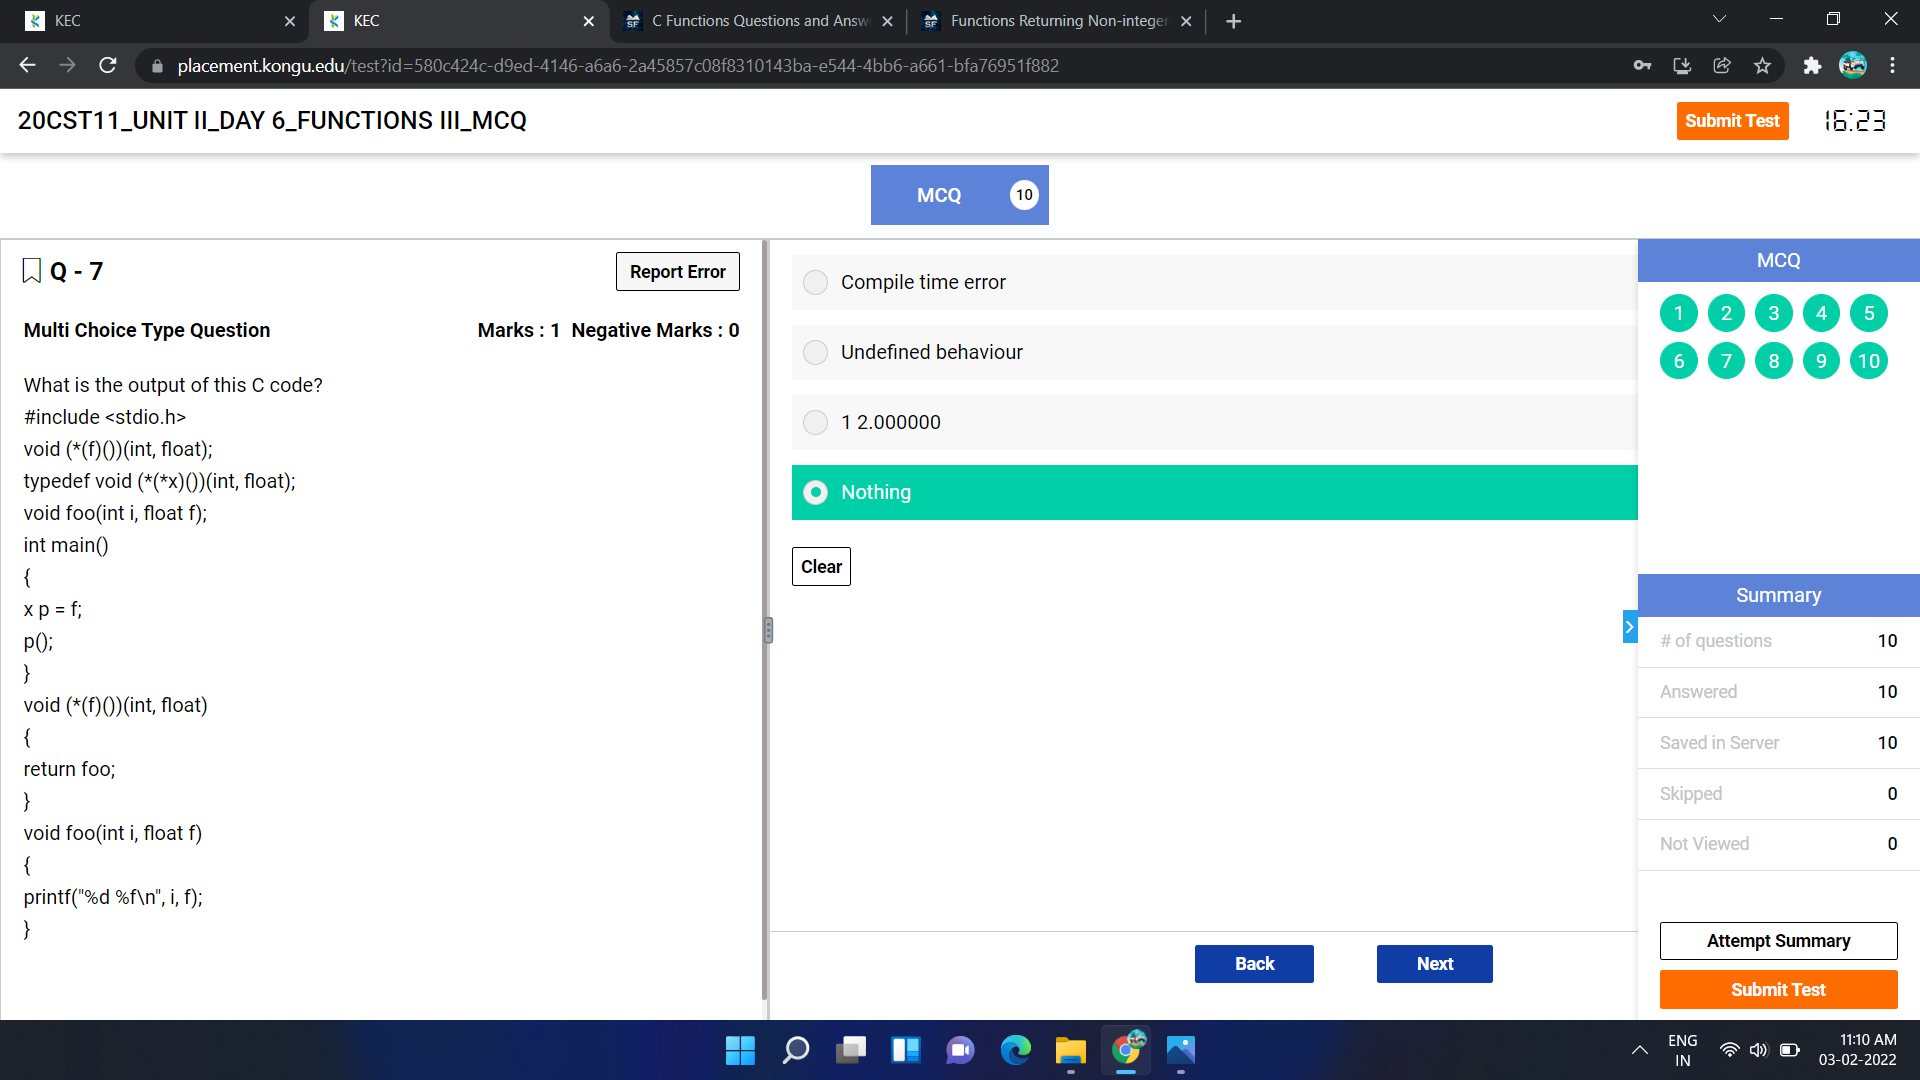 KEC
KEC
C Functions Questions and Answ
Functions Returning Non-integer
placement.kongu.edu/test?id=580c424c-d9ed-4146-a6a6-2a45857c08f8310143ba-e544-4bb6-a661-bfa76951f882
20CST11_UNIT II_DAY 6_FUNCTIONS III_MCQ
Submit Test
16:23
MCQ 10
Q - 7
Report Error
Multi Choice Type Question
Marks : 1 Negative Marks : 0
What is the output of this C code?
#include <stdio.h>
void (*(f)())(int, float);
typedef void (*(*x)())(int, float);
void foo(int i, float f);
int main()
{
x p = f;
p();
}
void (*(f)())(int, float)
{
return foo;
}
void foo(int i, float f)
{
printf("%d %f\n", i, f);
}
Compile time error
Undefined behaviour
1 2.000000
Nothing
Clear
Back
Next
MCQ
1 2 3 4 5
6 7 8 9 10
Summary
# of questions 10
Answered 10
Saved in Server 10
Skipped 0
Not Viewed 0
Attempt Summary
Submit Test
ENG
IN
11:10 AM
03-02-2022